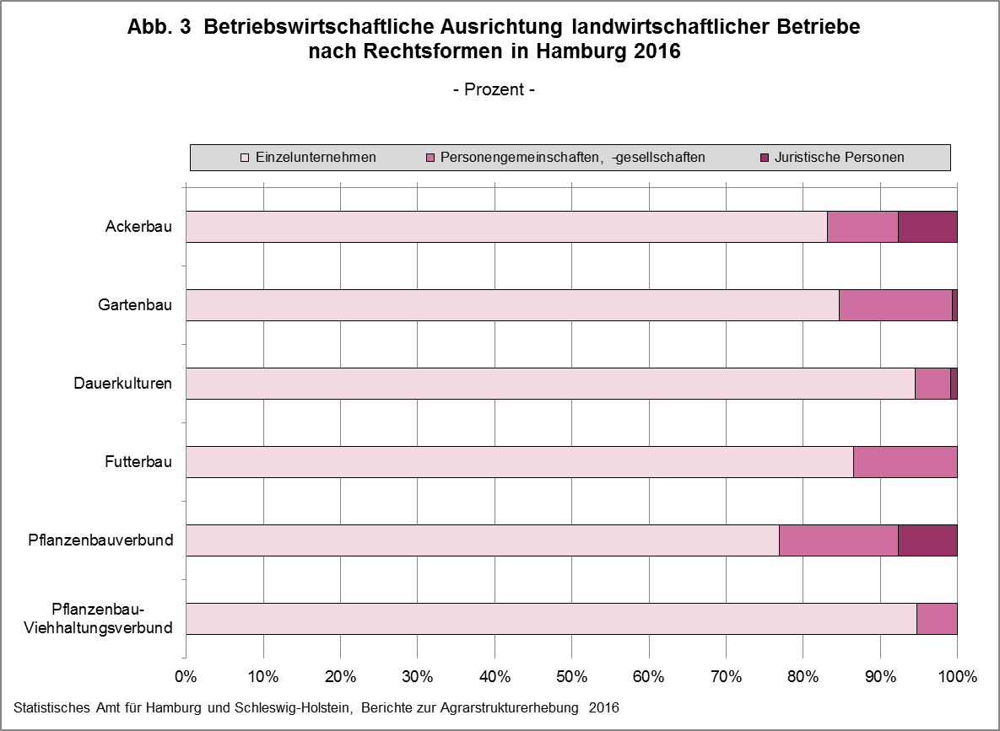 Abb. 3 Betriebswirtschaftliche Ausrichtung landwirtschaftlicher Betriebe
nach Rechtsformen in Hamburg 2016
- Prozent -
Einzelunternehmen Personengemeinschaften, -gesellschaften Juristische Personen
Ackerbau
Gartenbau
Dauerkulturen
Futterbau
Pflanzenbauverbund
Pflanzenbau-
Viehhaltungsverbund
0% 10% 20% 30% 40% 50% 60% 70% 80% 90% 100%
Statistisches Amt für Hamburg und Schleswig-Holstein, Berichte zur Agrarstrukturerhebung 2016